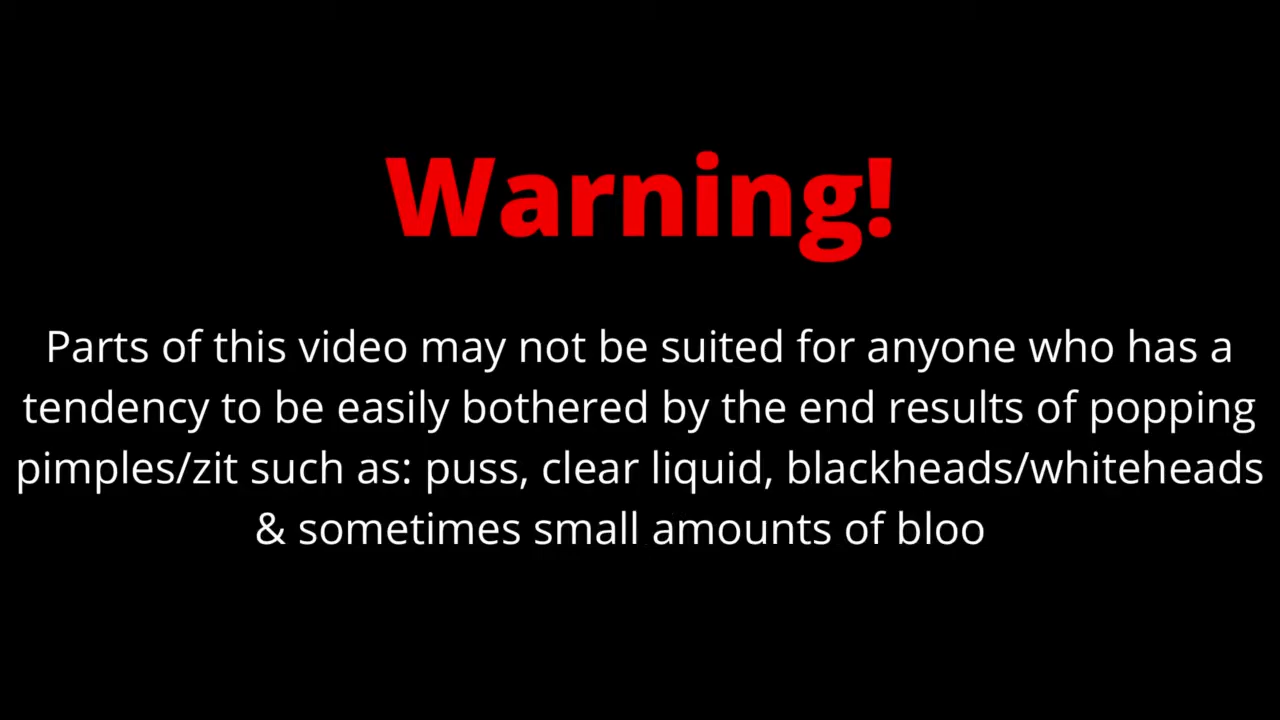 Warning!
Parts of this video may not be suited for anyone who has a
tendency to be easily bothered by the end results of popping
pimples/zit such as: puss, clear liquid, blackheads/whiteheads
& sometimes small amounts of bloo